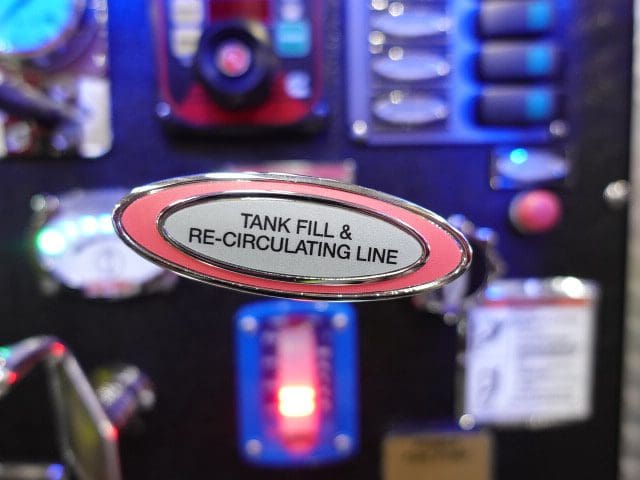 TANK FILL &
RE-CIRCULATING LINE